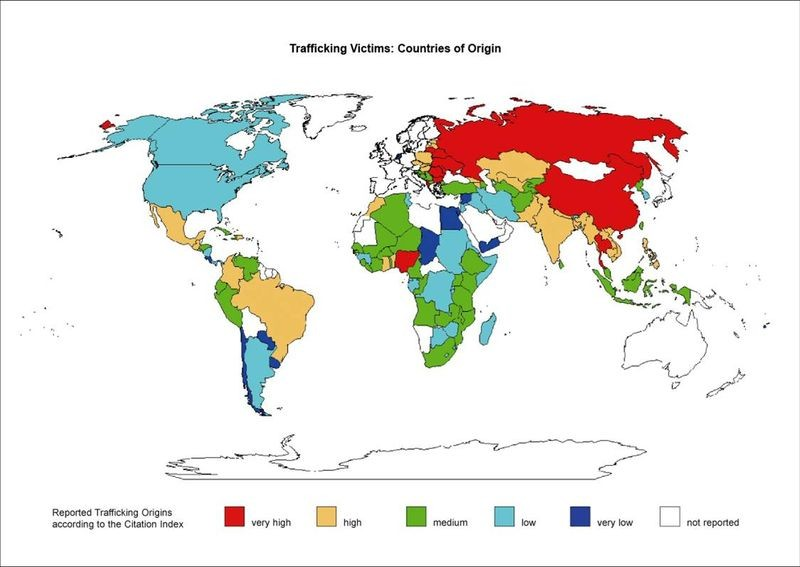 Trafficking Victims: Countries of Origin
Reported Trafficking Origins
according to the Citation Index
very high
high
medium
low
very low
not reported